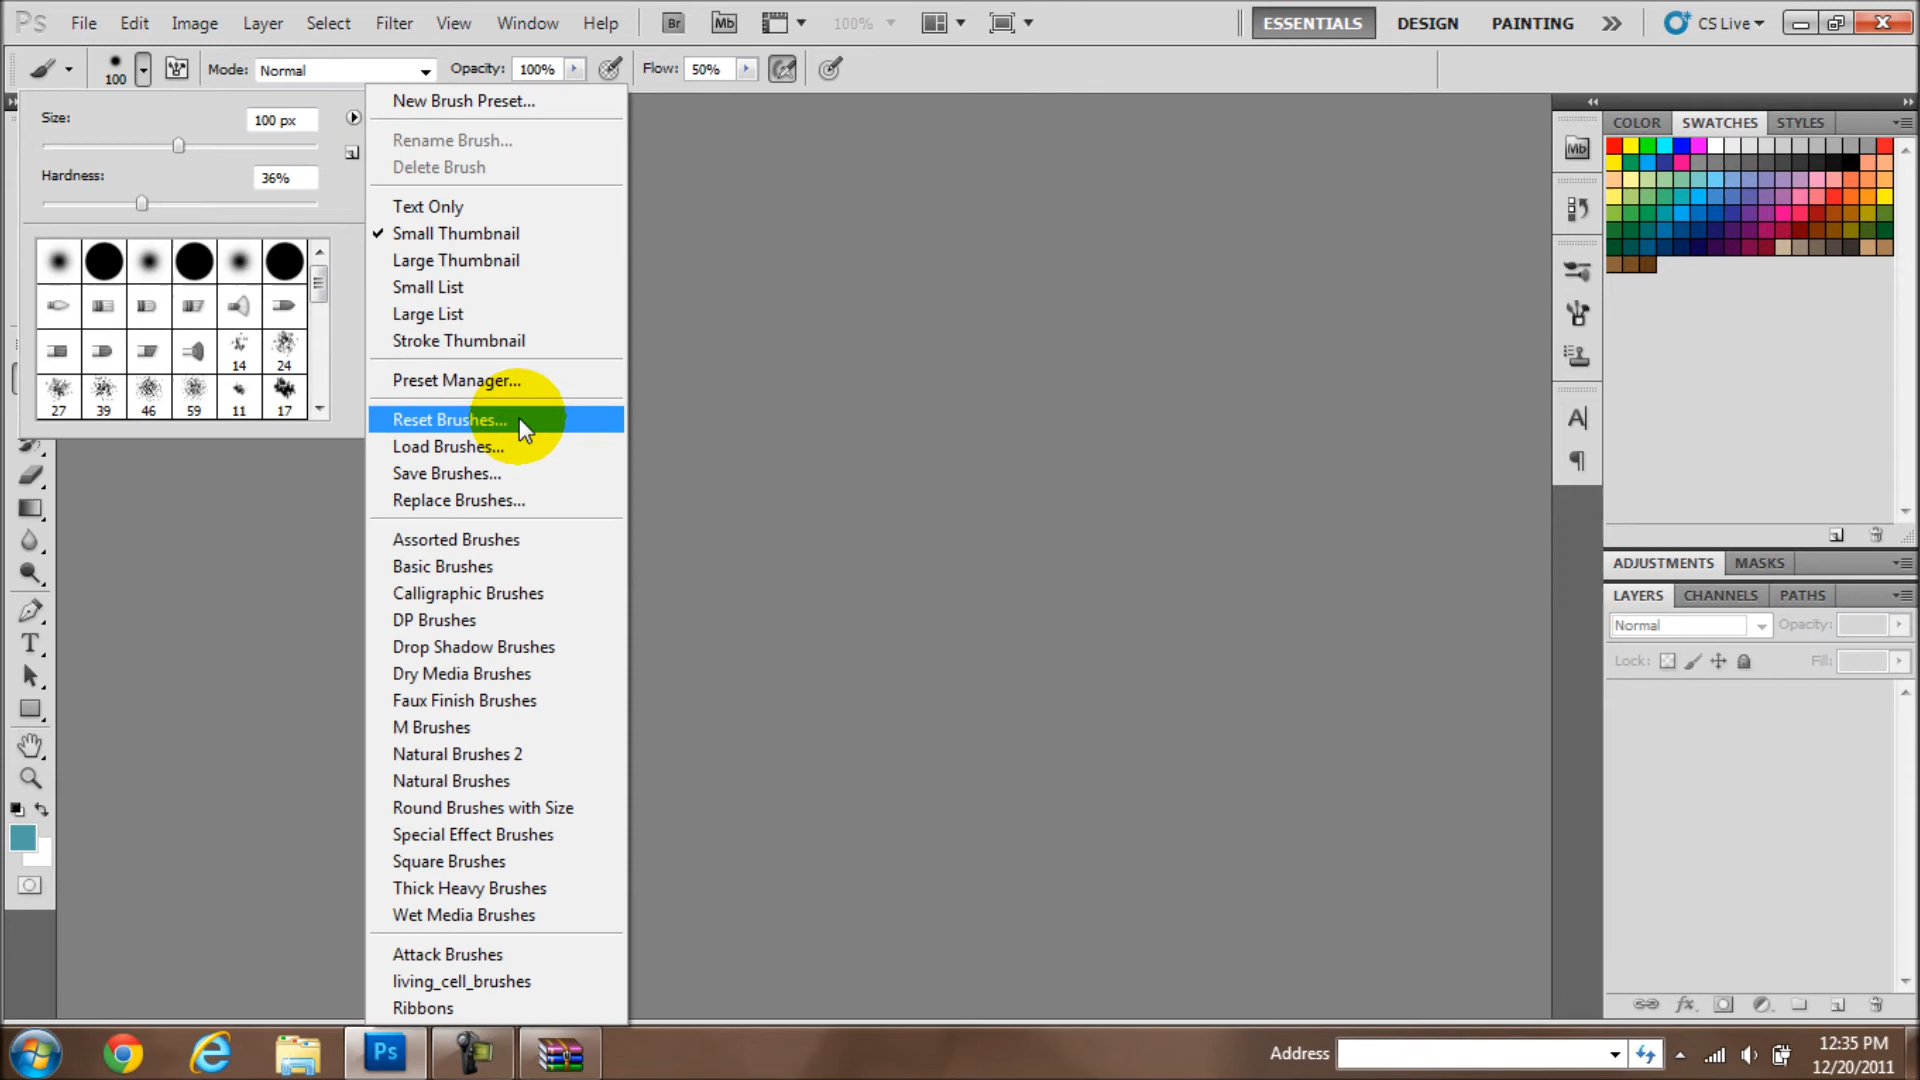 Ps File Edit Image Layer Select Filter View Window Help Br Mb 100% ESSENTIALS DESIGN PAINTING CS Live
100 Mode: Normal Opacity: 100% Flow: 50%
Size: 100 px
Hardness: 36%
14 24
27 39 46 59 11 17
New Brush Preset...
Rename Brush...
Delete Brush
Text Only
Small Thumbnail
Large Thumbnail
Small List
Large List
Stroke Thumbnail
Preset Manager...
Reset Brushes...
Load Brushes...
Save Brushes...
Replace Brushes...
Assorted Brushes
Basic Brushes
Calligraphic Brushes
DP Brushes
Drop Shadow Brushes
Dry Media Brushes
Faux Finish Brushes
M Brushes
Natural Brushes 2
Natural Brushes
Round Brushes with Size
Special Effect Brushes
Square Brushes
Thick Heavy Brushes
Wet Media Brushes
Attack Brushes
living_cell_brushes
Ribbons
Mb
COLOR SWATCHES STYLES
ADJUSTMENTS MASKS
LAYERS CHANNELS PATHS
Normal Opacity:
Lock: Fill:
Ps
Address
12:35 PM
12/20/2011